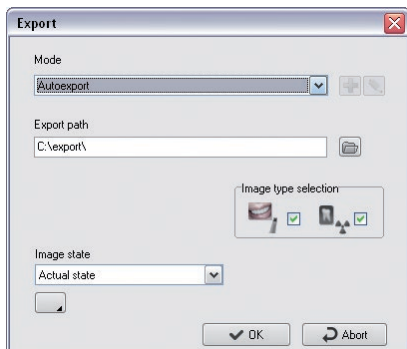 Export
Mode
Autoexport
Export path
C:\export\
Image type selection
Image state
Actual state
OK
Abort